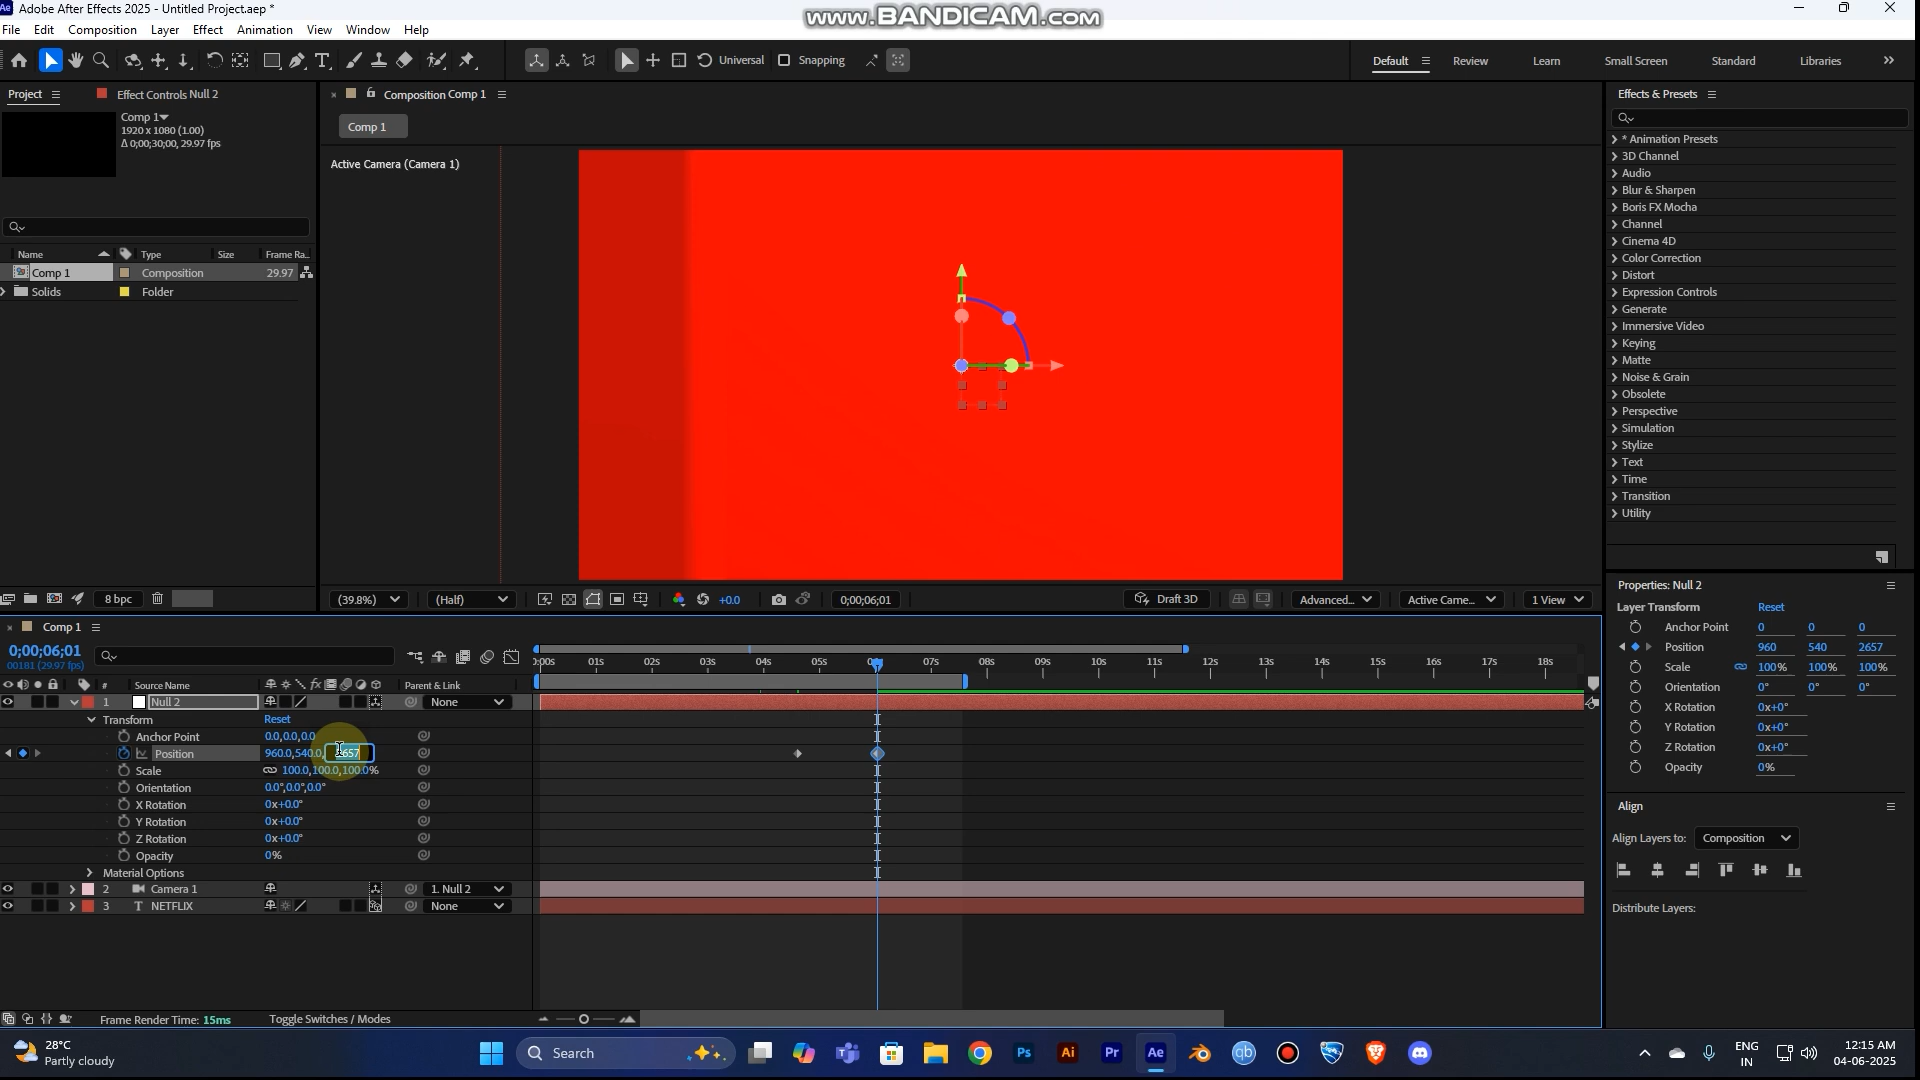 Adobe After Effects 2025 - Untitled Project.aep *
www.BANDICAM.com
File Edit Composition Layer Effect Animation View Window Help
Universal Snapping Default Review Learn Small Screen Standard Libraries
Project Effect Controls Null 2
Composition Comp 1
Effects & Presets
Comp 1
1920 x 1080 (1.00)
Δ 0;00;30;00, 29.97 fps
Comp 1
Active Camera (Camera 1)
Name Type Size Frame Ra...
Comp 1 Composition 29.97
Solids Folder
* Animation Presets
3D Channel
Audio
Blur & Sharpen
Boris FX Mocha
Channel
Cinema 4D
Color Correction
Distort
Expression Controls
Generate
Immersive Video
Keying
Matte
Noise & Grain
Obsolete
Perspective
Simulation
Stylize
Text
Time
Transition
Utility
8 bpc
(39.8%) (Half) +0.0 0;00;06;01 Draft 3D Advanced... Active Came... 1 View
Properties: Null 2
Layer Transform Reset
Anchor Point 0 0 0
Position 960 540 2657
Scale 100% 100% 100%
Orientation 0° 0° 0°
X Rotation 0x+0°
Y Rotation 0x+0°
Z Rotation 0x+0°
Opacity 0%
Align
Align Layers to: Composition
Distribute Layers:
Comp 1
0;00;06;01
00181 (29.97 fps)
:00s 01s 02s 03s 04s 05s 07s 08s 09s 10s 11s 12s 13s 14s 15s 16s 17s 18s
# Source Name fx Parent & Link
1 Null 2 None
Transform Reset
Anchor Point 0.0,0.0,0.0
Position 960.0,540.0, 2657
Scale 100.0,100.0,100.0%
Orientation 0.0°,0.0°,0.0°
X Rotation 0x+0.0°
Y Rotation 0x+0.0°
Z Rotation 0x+0.0°
Opacity 0%
Material Options
2 Camera 1 1. Null 2
3 T NETFLIX None
Frame Render Time: 15ms Toggle Switches / Modes
28°C
Partly cloudy
Search
Ps Ai Pr Ae qb
ENG
IN
12:15 AM
04-06-2025